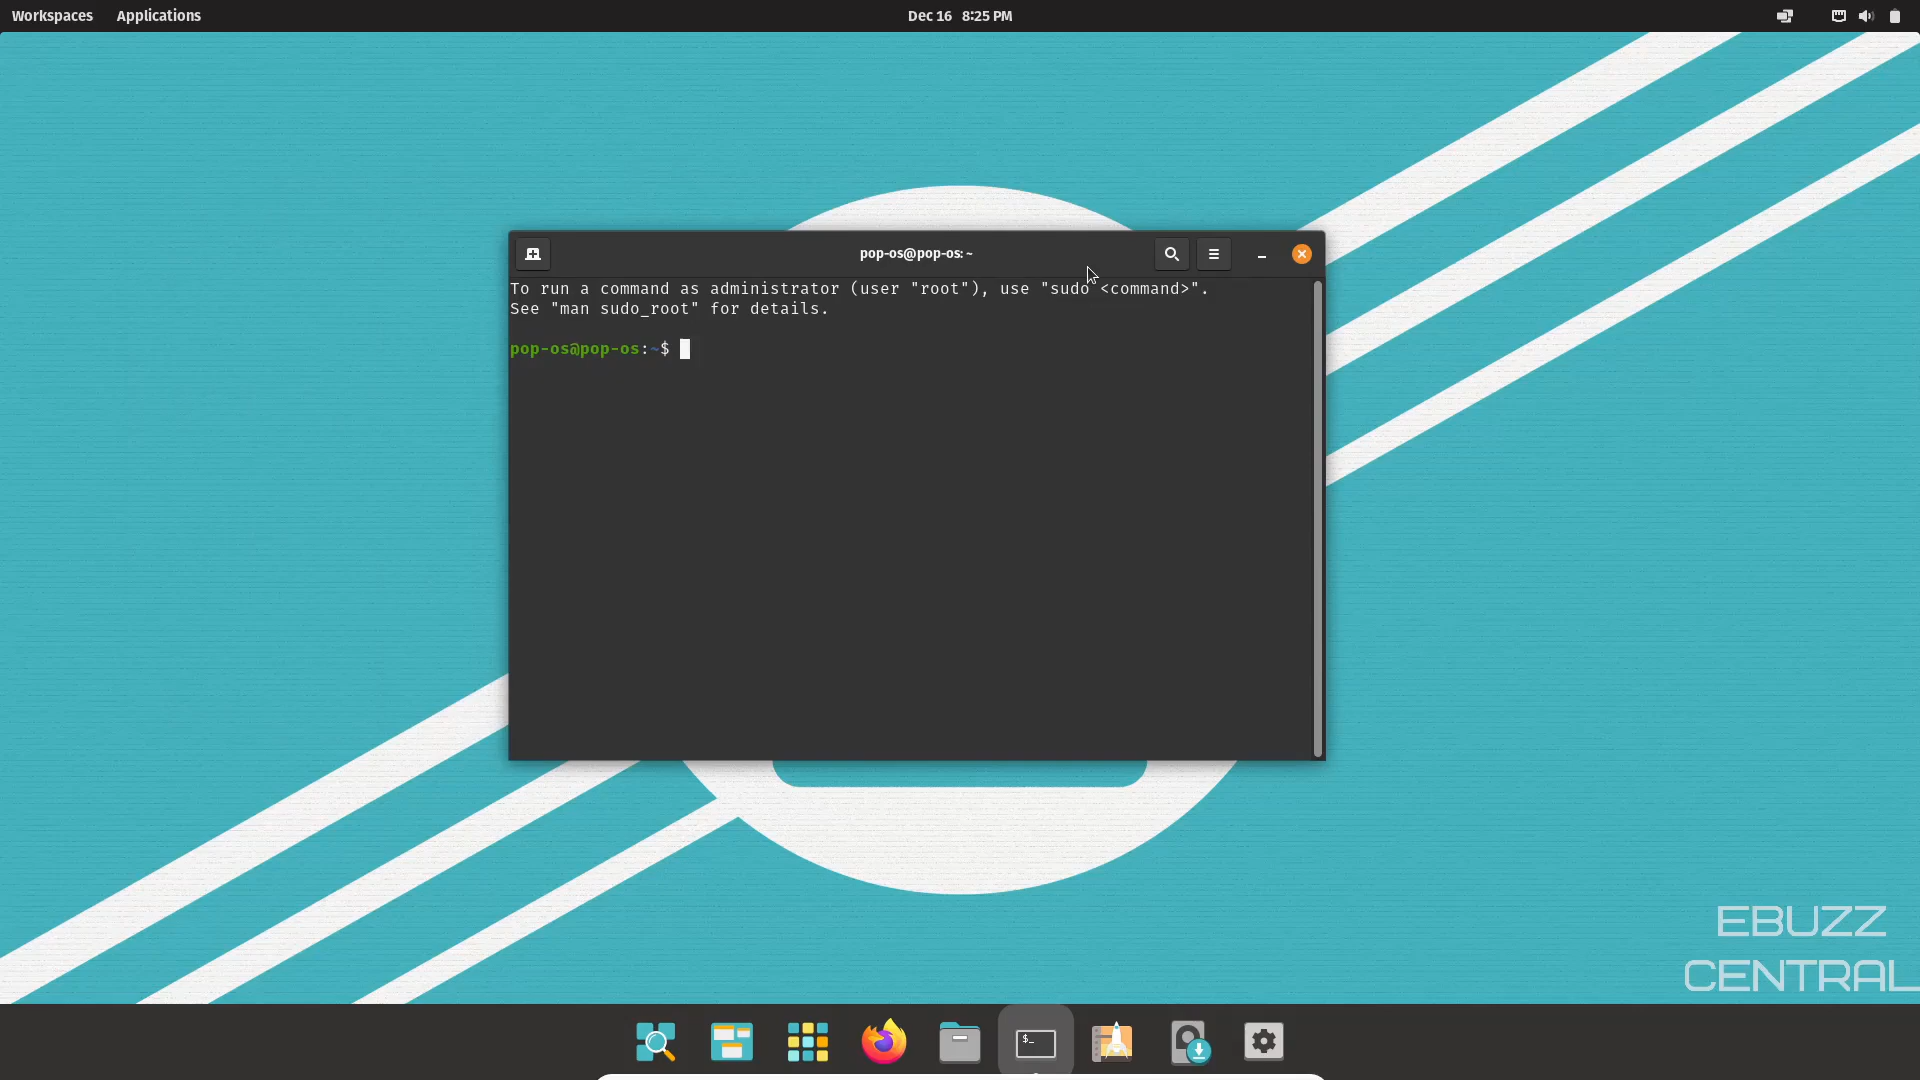 Workspaces Applications Dec 16 8:25 PM
pop-os@pop-os: ~
To run a command as administrator (user "root"), use "sudo <command>".
See "man sudo_root" for details.
pop-os@pop-os:~$
$_
EBUZZ
CENTRAL